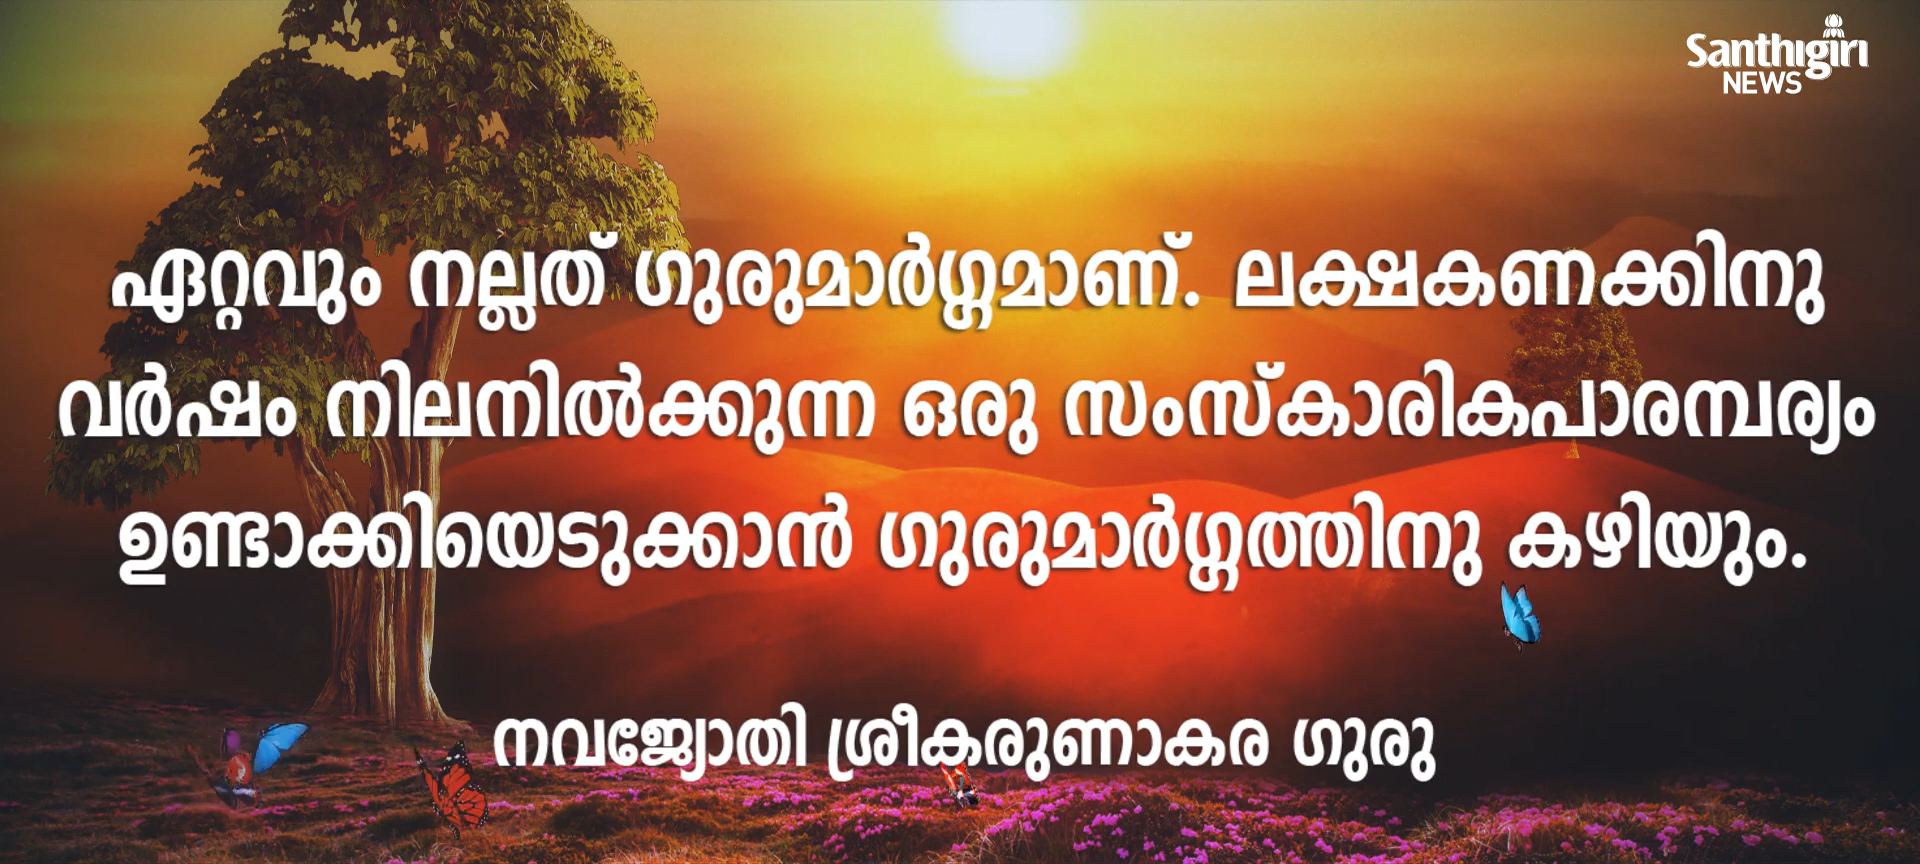 Santhigiri
NEWS
ഏറ്റവും നല്ലത് ഗുരുമാർഗ്ഗമാണ്. ലക്ഷകണക്കിനു
വർഷം നിലനിൽക്കുന്ന ഒരു സംസ്കാരികപാരമ്പര്യം
ഉണ്ടാക്കിയെടുക്കാൻ ഗുരുമാർഗ്ഗത്തിനു കഴിയും.
നവജ്യോതി ശ്രീകരുണാകര ഗുരു